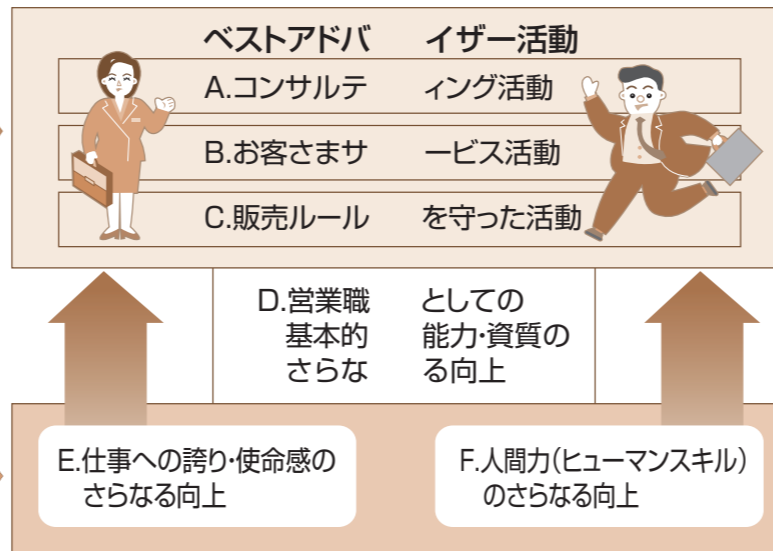 ベストアドバイザー活動
A.コンサルティング活動
B.お客さまサービス活動
C.販売ルールを守った活動
D.営業職としての
基本的能力・資質の
さらなる向上
E.仕事への誇り・使命感の
さらなる向上
F.人間力(ヒューマンスキル)
のさらなる向上